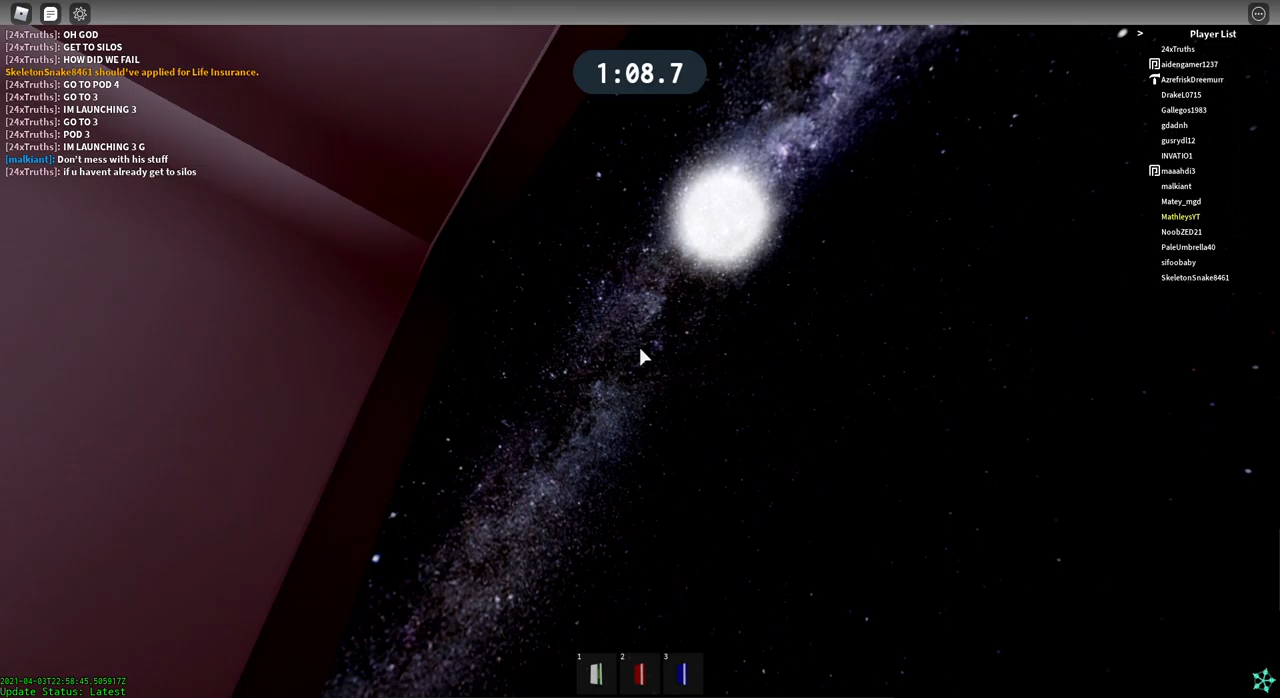 [24xTruths]: OH GOD
[24xTruths]: GET TO SILOS
[24xTruths]: HOW DID WE FAIL
SkeletonSnake8461 should've applied for Life Insurance.
[24xTruths]: GO TO POD 4
[24xTruths]: GO TO 3
[24xTruths]: IM LAUNCHING 3
[24xTruths]: GO TO 3
[24xTruths]: POD 3
[24xTruths]: IM LAUNCHING 3 G
[malkiant]: Don't mess with his stuff
[24xTruths]: if u havent already get to silos
1:08.7
> Player List
24xTruths
aidengamer1237
AzrefriskDreemurr
DrakeL0715
Gallegos1983
gdadnh
gusrydl12
INVATIO1
maaahdi3
malkiant
Matey_mgd
MathleysYT
NoobZED21
PaleUmbrella40
sifoobaby
SkeletonSnake8461
1 2 3
2021-04-03T22:58:45.505917Z
Update Status: Latest